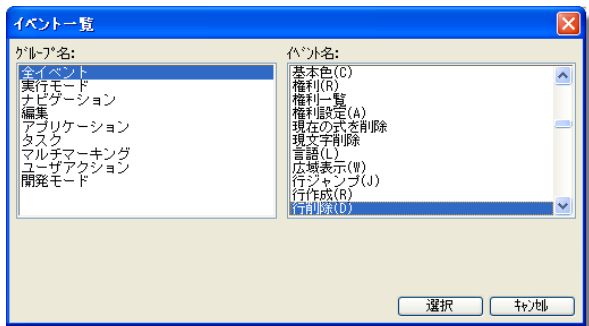 イベント一覧
ｸﾞﾙｰﾌﾟ名:
全イベント
実行モード
ナビゲーション
編集
アプリケーション
タスク
マルチマーキング
ユーザアクション
開発モード
ｲﾍﾞﾝﾄ名:
基本色(C)
権利(R)
権利一覧
権利設定(A)
現在の式を削除
現文字削除
言語(L)
広域表示(W)
行ジャンプ(J)
行作成(R)
行削除(D)
選択
ｷｬﾝｾﾙ